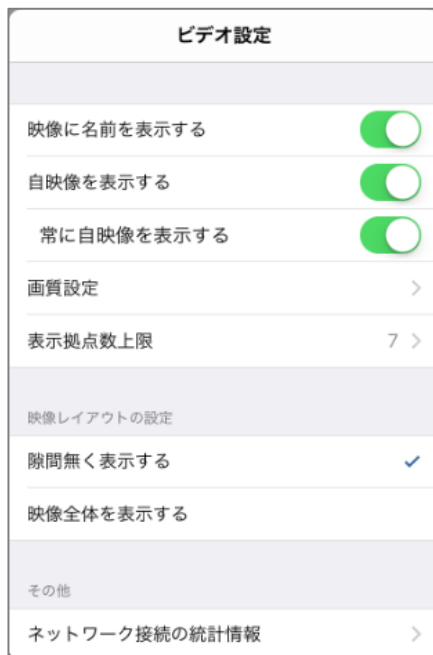 ビデオ設定
映像に名前を表示する
自映像を表示する
常に自映像を表示する
画質設定
表示拠点数上限 7
映像レイアウトの設定
隙間無く表示する
映像全体を表示する
その他
ネットワーク接続の統計情報